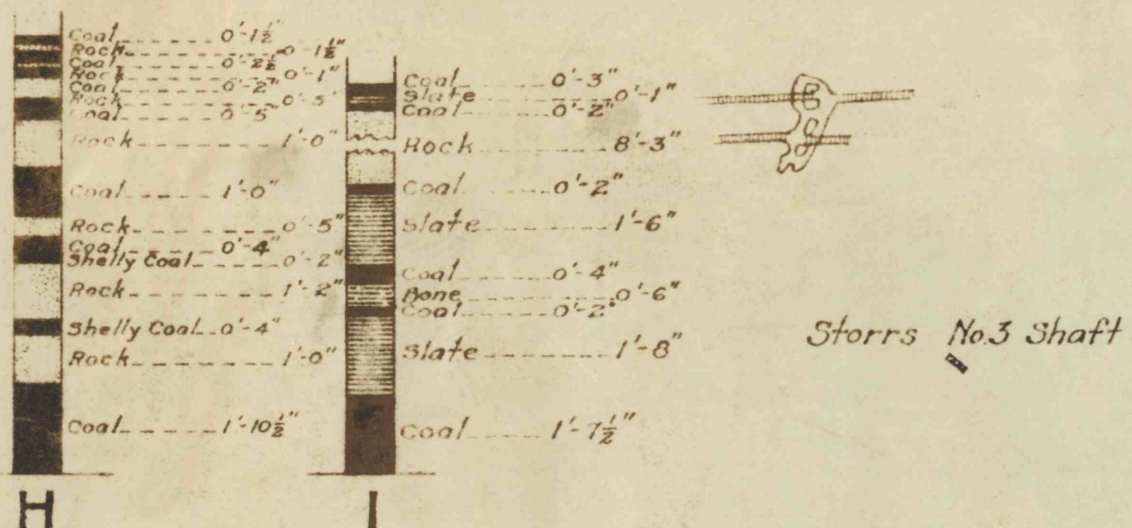 Coal 0'-1½"
Rock 0'-1½"
Coal 0'-2½"
Rock 0'-1"
Coal 0'-2"
Rock 0'-5"
Coal 0'-5"
Rock 1'-0"
Coal 1'-0"
Rock 0'-5"
Coal 0'-4"
Shelly Coal 0'-2"
Rock 1'-2"
Shelly Coal 0'-4"
Rock 1'-0"
Coal 1'-10½"
H
Coal 0'-3"
Slate 0'-1"
Coal 0'-2"
Rock 8'-3"
Coal 0'-2"
Slate 1'-6"
Coal 0'-4"
Bone 0'-6"
Coal 0'-2"
Slate 1'-8"
Coal 1'-7½"
I
Storrs No.3 Shaft